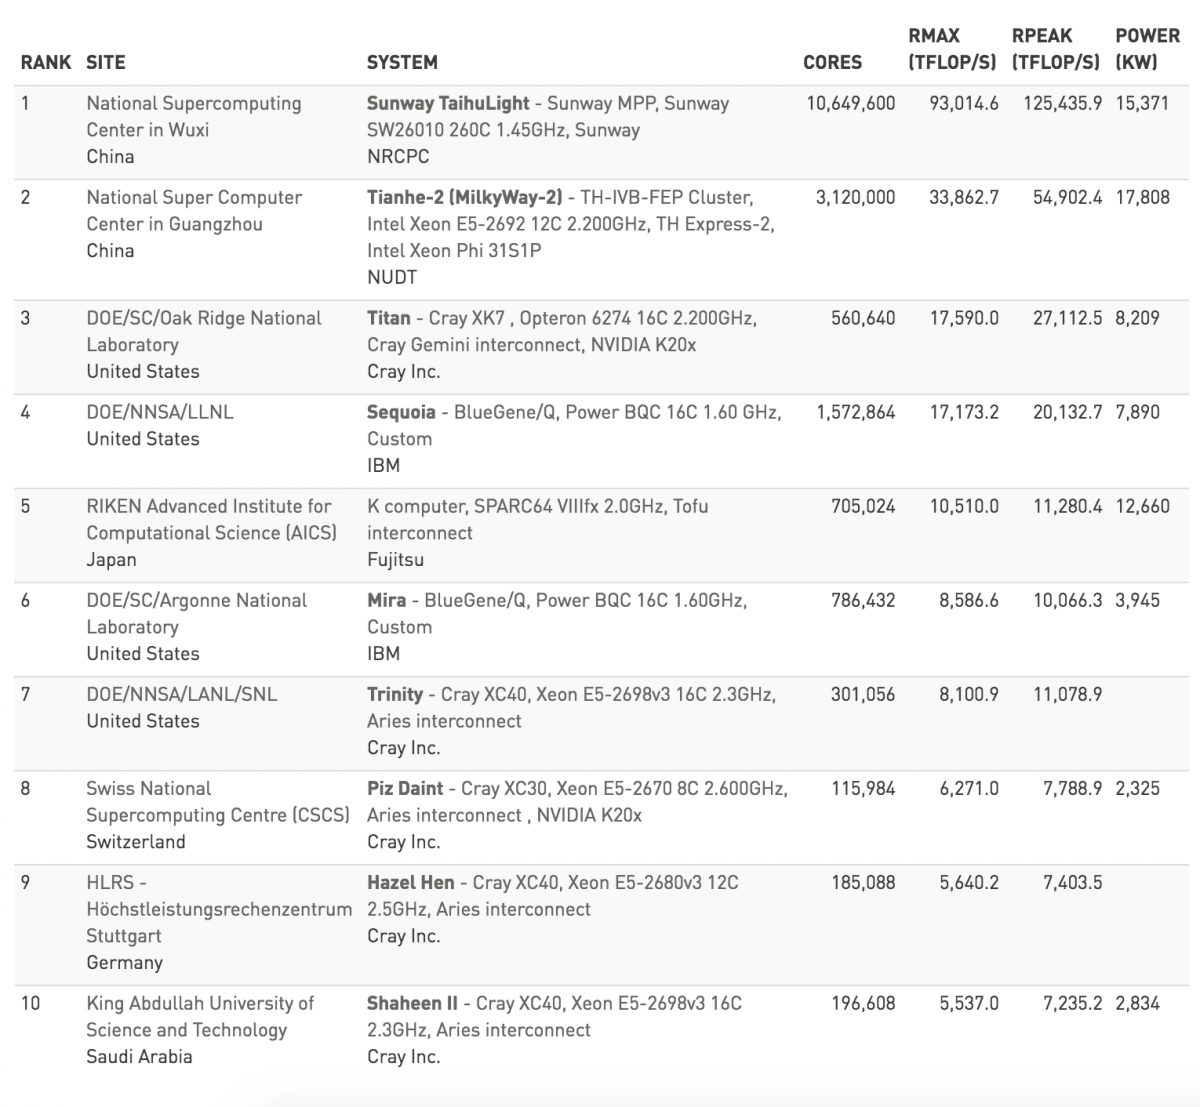 RANK SITE SYSTEM CORES RMAX (TFLOP/S) RPEAK (TFLOP/S) POWER (KW)
1 National Supercomputing Sunway TaihuLight - Sunway MPP, Sunway 10,649,600 93,014.6 125,435.9 15,371
Center in Wuxi SW26010 260C 1.45GHz, Sunway
China NRCPC
2 National Super Computer Tianhe-2 (MilkyWay-2) - TH-IVB-FEP Cluster, 3,120,000 33,862.7 54,902.4 17,808
Center in Guangzhou Intel Xeon E5-2692 12C 2.200GHz, TH Express-2,
China Intel Xeon Phi 31S1P
NUDT
3 DOE/SC/Oak Ridge National Titan - Cray XK7 , Opteron 6274 16C 2.200GHz, 560,640 17,590.0 27,112.5 8,209
Laboratory Cray Gemini interconnect, NVIDIA K20x
United States Cray Inc.
4 DOE/NNSA/LLNL Sequoia - BlueGene/Q, Power BQC 16C 1.60 GHz, 1,572,864 17,173.2 20,132.7 7,890
United States Custom
IBM
5 RIKEN Advanced Institute for K computer, SPARC64 VIIIfx 2.0GHz, Tofu 705,024 10,510.0 11,280.4 12,660
Computational Science (AICS) interconnect
Japan Fujitsu
6 DOE/SC/Argonne National Mira - BlueGene/Q, Power BQC 16C 1.60GHz, 786,432 8,586.6 10,066.3 3,945
Laboratory Custom
United States IBM
7 DOE/NNSA/LANL/SNL Trinity - Cray XC40, Xeon E5-2698v3 16C 2.3GHz, 301,056 8,100.9 11,078.9
United States Aries interconnect
Cray Inc.
8 Swiss National Piz Daint - Cray XC30, Xeon E5-2670 8C 2.600GHz, 115,984 6,271.0 7,788.9 2,325
Supercomputing Centre (CSCS) Aries interconnect , NVIDIA K20x
Switzerland Cray Inc.
9 HLRS - Hazel Hen - Cray XC40, Xeon E5-2680v3 12C 185,088 5,640.2 7,403.5
Höchstleistungsrechenzentrum 2.5GHz, Aries interconnect
Stuttgart Cray Inc.
Germany
10 King Abdullah University of Shaheen II - Cray XC40, Xeon E5-2698v3 16C 196,608 5,537.0 7,235.2 2,834
Science and Technology 2.3GHz, Aries interconnect
Saudi Arabia Cray Inc.